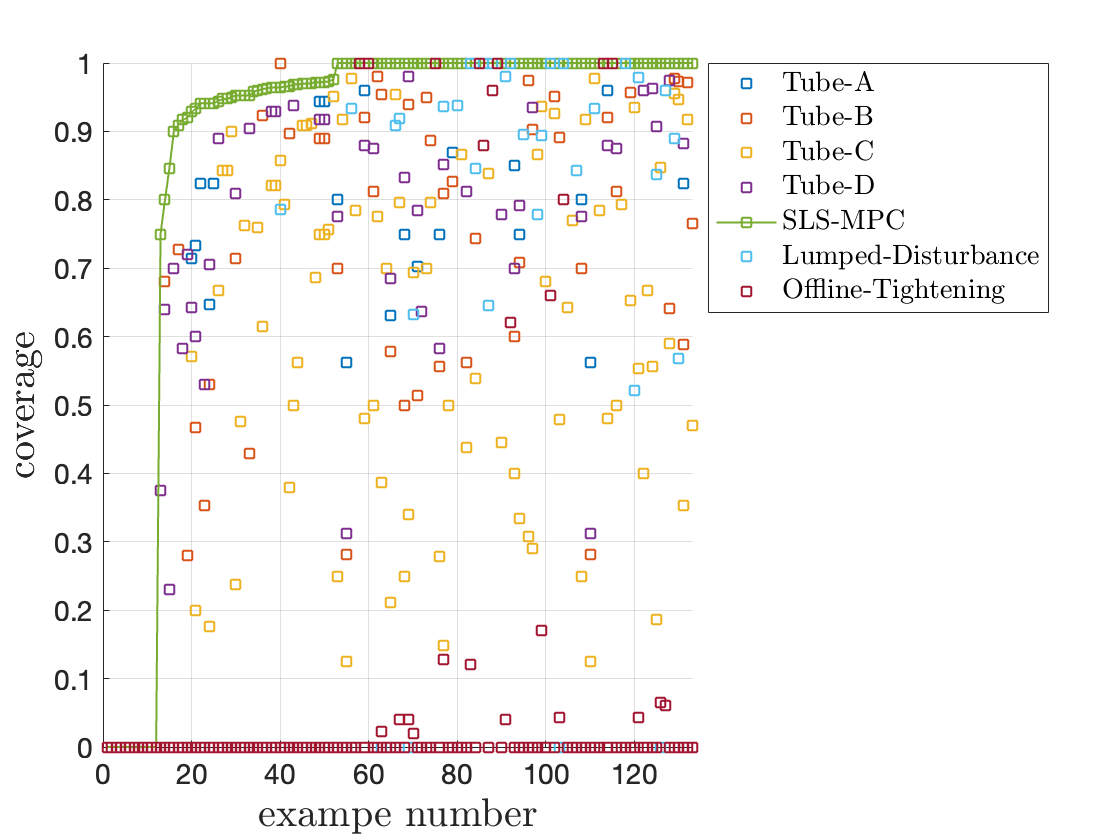 1
0.9
0.8
0.7
0.6
0.5
0.4
0.3
0.2
0.1
0
0 20 40 60 80 100 120
coverage
exampe number
Tube-A
Tube-B
Tube-C
Tube-D
SLS-MPC
Lumped-Disturbance
Offline-Tightening